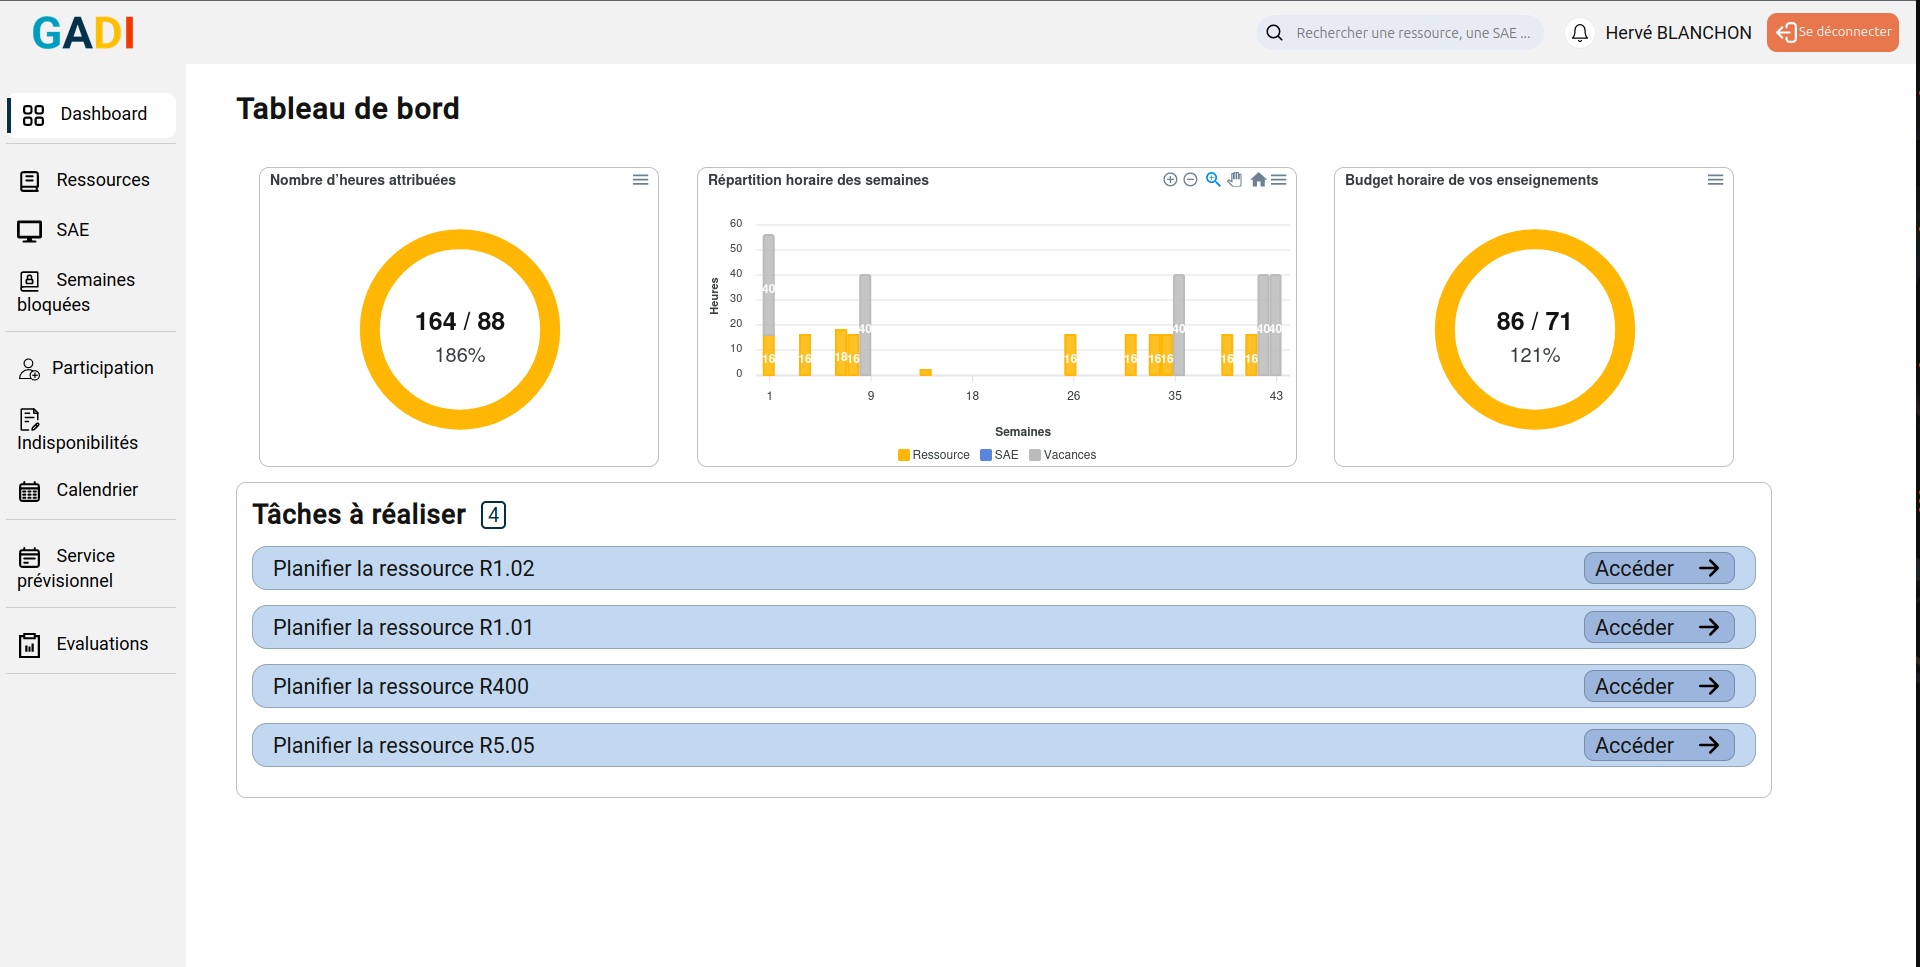 GADI
Rechercher une ressource, une SAE ...
Hervé BLANCHON
Se déconnecter
Dashboard
Ressources
SAE
Semaines
bloquées
Participation
Indisponibilités
Calendrier
Service
prévisionnel
Evaluations
Tableau de bord
Nombre d'heures attribuées
164 / 88
186%
Répartition horaire des semaines
Heures
60
50
40
30
20
10
0
40
16
16
18
16
40
16
16
16
16
40
16
16
40
40
1
9
18
26
35
43
Semaines
Ressource
SAE
Vacances
Budget horaire de vos enseignements
86 / 71
121%
Tâches à réaliser 4
Planifier la ressource R1.02
Accéder
Planifier la ressource R1.01
Accéder
Planifier la ressource R400
Accéder
Planifier la ressource R5.05
Accéder